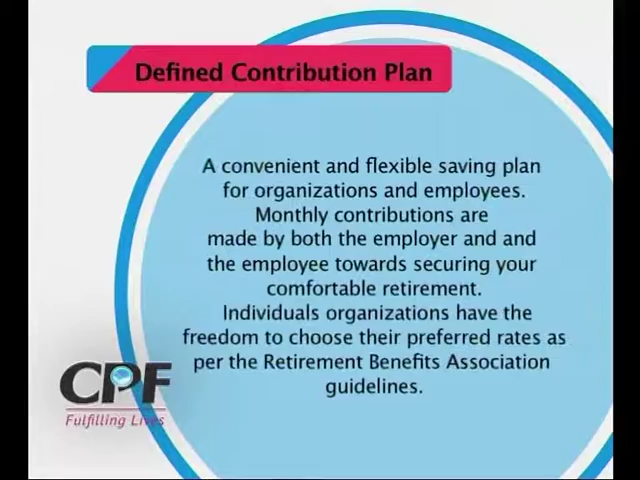 Defined Contribution Plan
A convenient and flexible saving plan
for organizations and employees.
Monthly contributions are
made by both the employer and and
the employee towards securing your
comfortable retirement.
Individuals organizations have the
freedom to choose their preferred rates as
per the Retirement Benefits Association
guidelines.
CPF
Fulfilling Lives